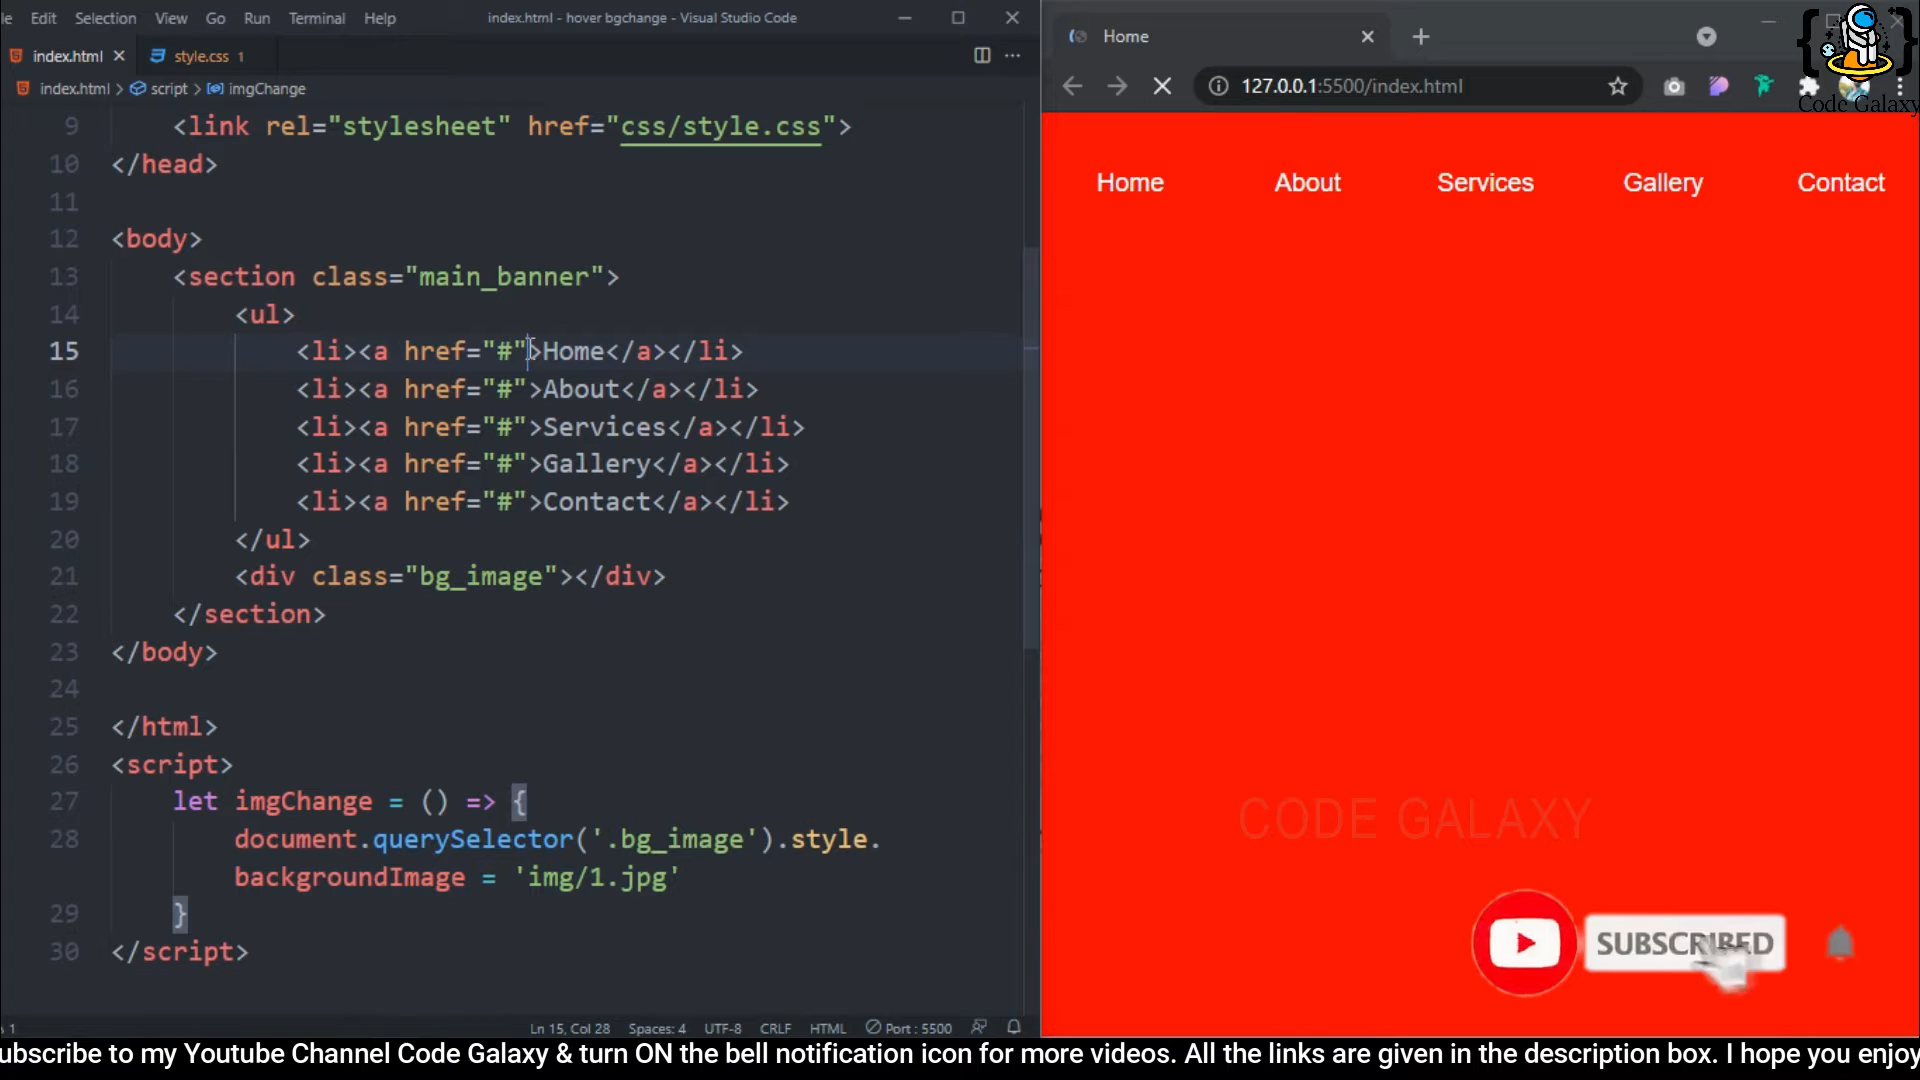 Edit Selection View Go Run Terminal Help index.html - hover bgchange - Visual Studio Code
index.html style.css 1
index.html > script > imgChange
9 <link rel="stylesheet" href="css/style.css">
10 </head>
11
12 <body>
13 <section class="main_banner">
14 <ul>
15 <li><a href="#">Home</a></li>
16 <li><a href="#">About</a></li>
17 <li><a href="#">Services</a></li>
18 <li><a href="#">Gallery</a></li>
19 <li><a href="#">Contact</a></li>
20 </ul>
21 <div class="bg_image"></div>
22 </section>
23 </body>
24
25 </html>
26 <script>
27 let imgChange = () => {
28 document.querySelector('.bg_image').style.
backgroundImage = 'img/1.jpg'
29 }
30 </script>
1 Ln 15, Col 28 Spaces: 4 UTF-8 CRLF HTML Port : 5500
Home
127.0.0.1:5500/index.html
Code Galaxy
Home About Services Gallery Contact
CODE GALAXY
SUBSCRIBED
ubscribe to my Youtube Channel Code Galaxy & turn ON the bell notification icon for more videos. All the links are given in the description box. I hope you enjoy